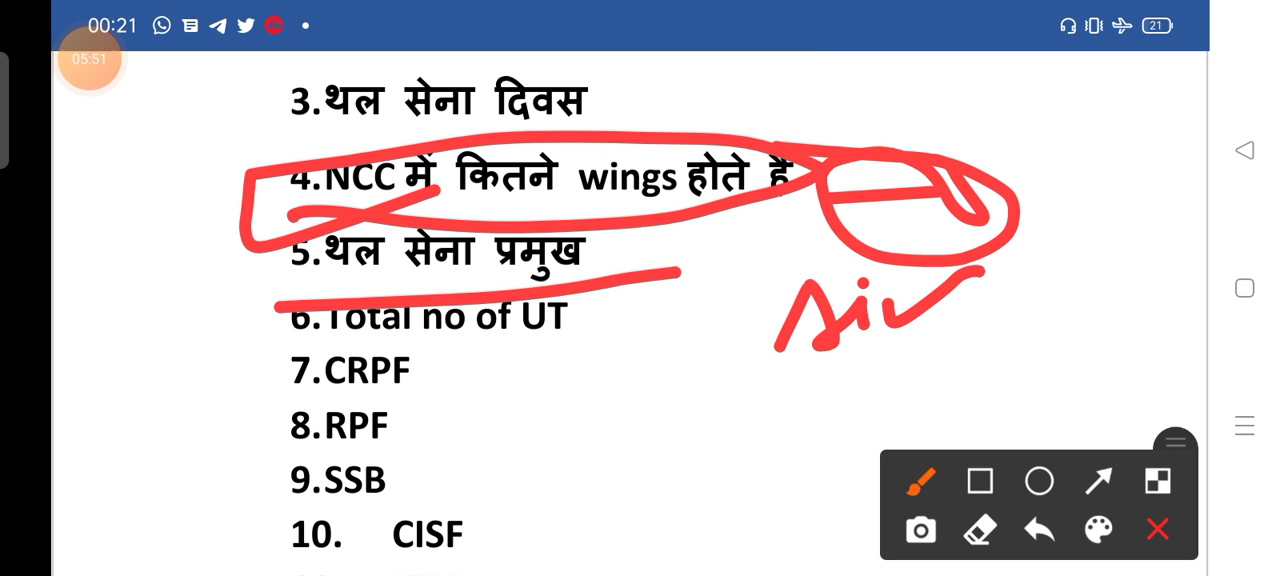 00:21
21
05:51
3.थल सेना दिवस
4.NCC में कितने wings होते हैं
5.थल सेना प्रमुख
6.Total no of UT
7.CRPF
8.RPF
9.SSB
10. CISF